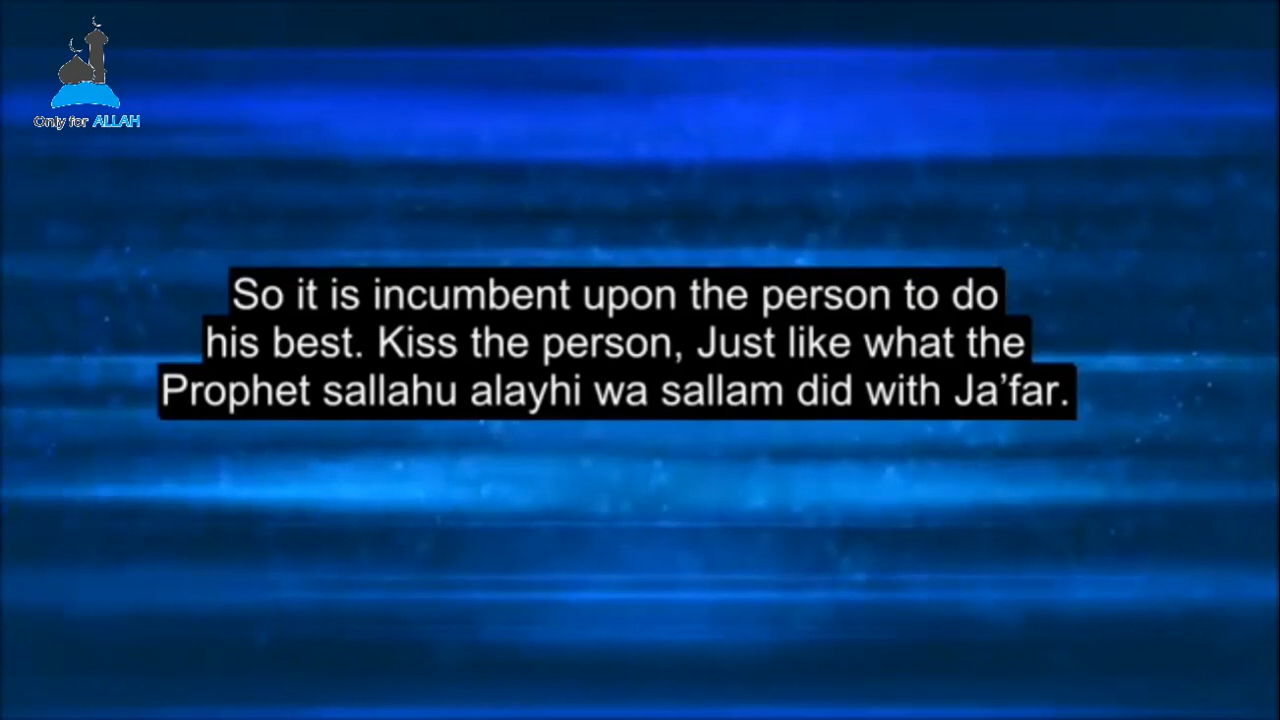 Only for ALLAH
So it is incumbent upon the person to do
his best. Kiss the person, Just like what the
Prophet sallahu alayhi wa sallam did with Ja’far.